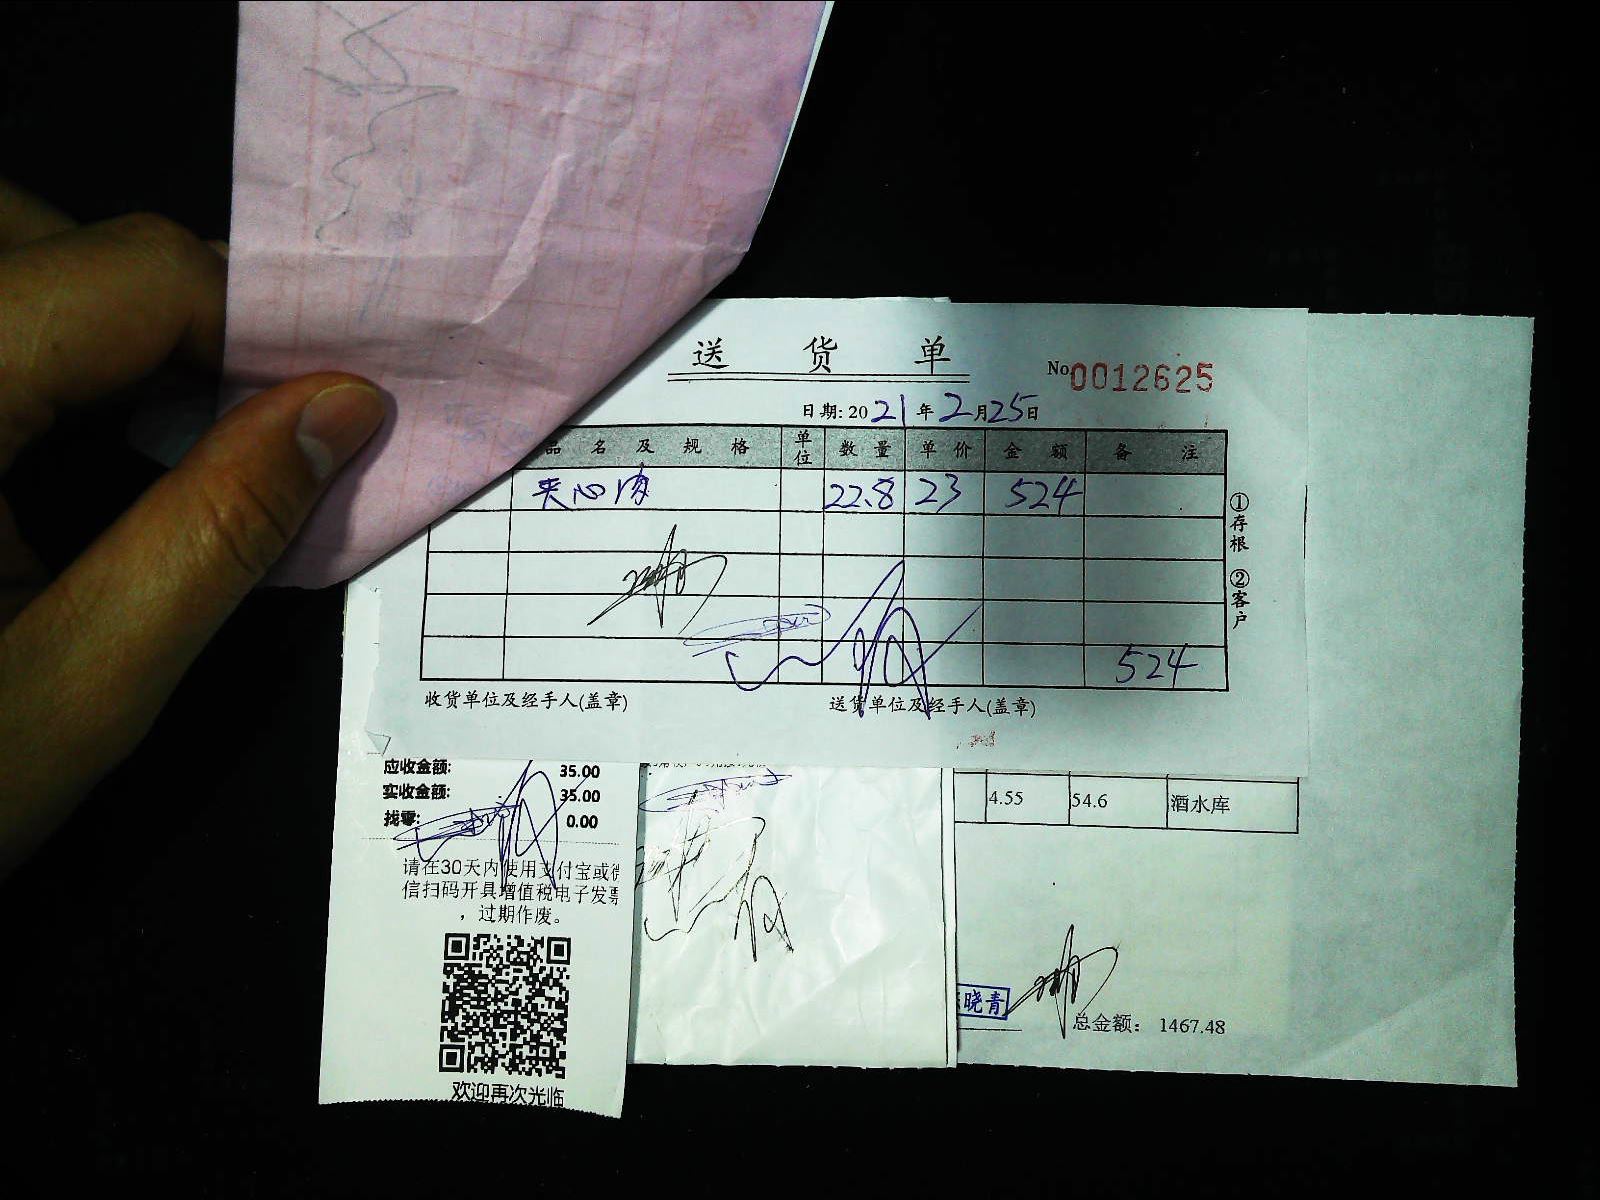 送 货 单
No 0012625
日期: 2021年2月25日
品 名 及 规 格 单位 数 量 单 价 金 额 备 注
夹心肉 22.8 23 524
①存根 ②客户
524
收货单位及经手人(盖章) 送货单位及经手人(盖章)
应收金额: 35.00
实收金额: 35.00
找零: 0.00
请在30天内使用支付宝或微
信扫码开具增值税电子发票
，过期作废。
欢迎再次光临
4.55 54.6 酒水库
晓青
总金额： 1467.48